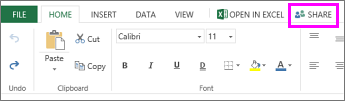 FILE HOME INSERT DATA VIEW OPEN IN EXCEL SHARE
Cut
Calibri 11
Paste
Copy
B I U D
Undo Clipboard Font